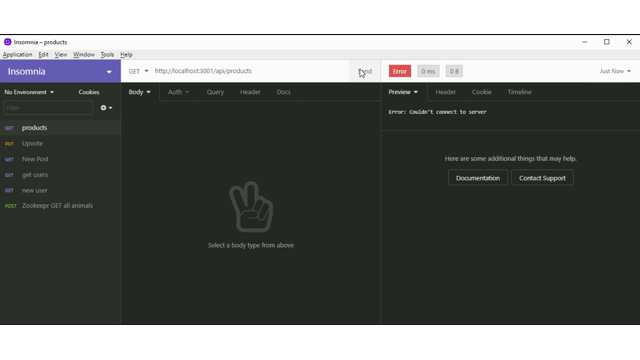 Insomnia – products
Application Edit View Window Tools Help
Insomnia
GET http://localhost:3001/api/products
Error 0 ms 0 B Just Now
No Environment Cookies
Body Auth Query Header Docs
Preview Header Cookie Timeline
Filter
Error: Couldn't connect to server
GET products
PUT Upvote
GET New Post
GET get users
GET new user
POST Zookeepr GET all animals
Here are some additional things that may help.
Documentation Contact Support
Select a body type from above